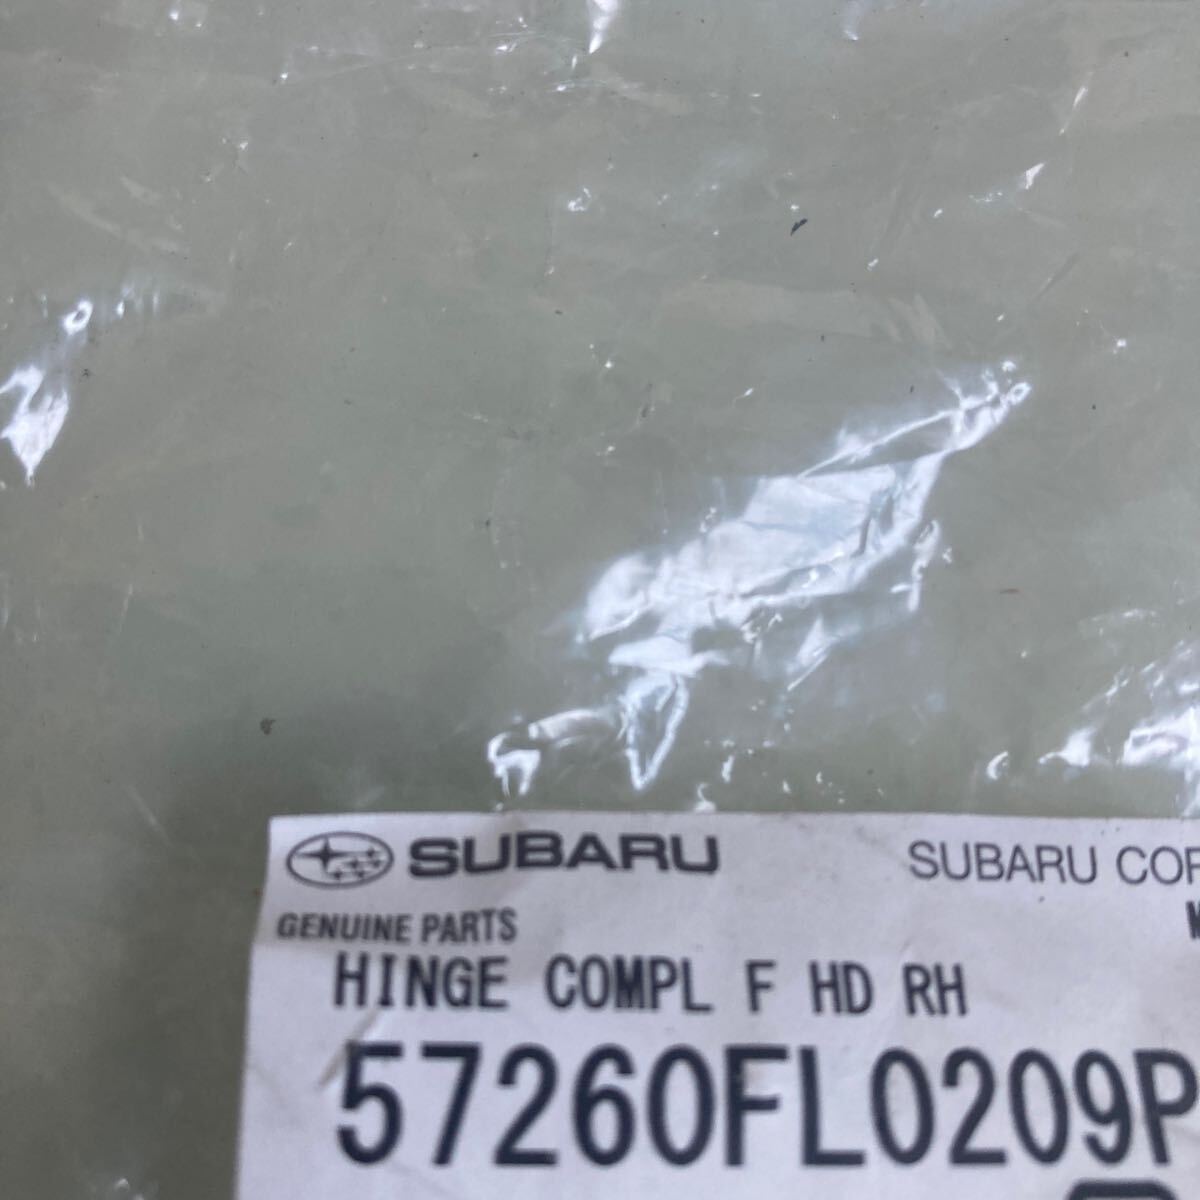 SUBARU SUBARU COR
GENUINE PARTS
HINGE COMPL F HD RH
57260FL0209P